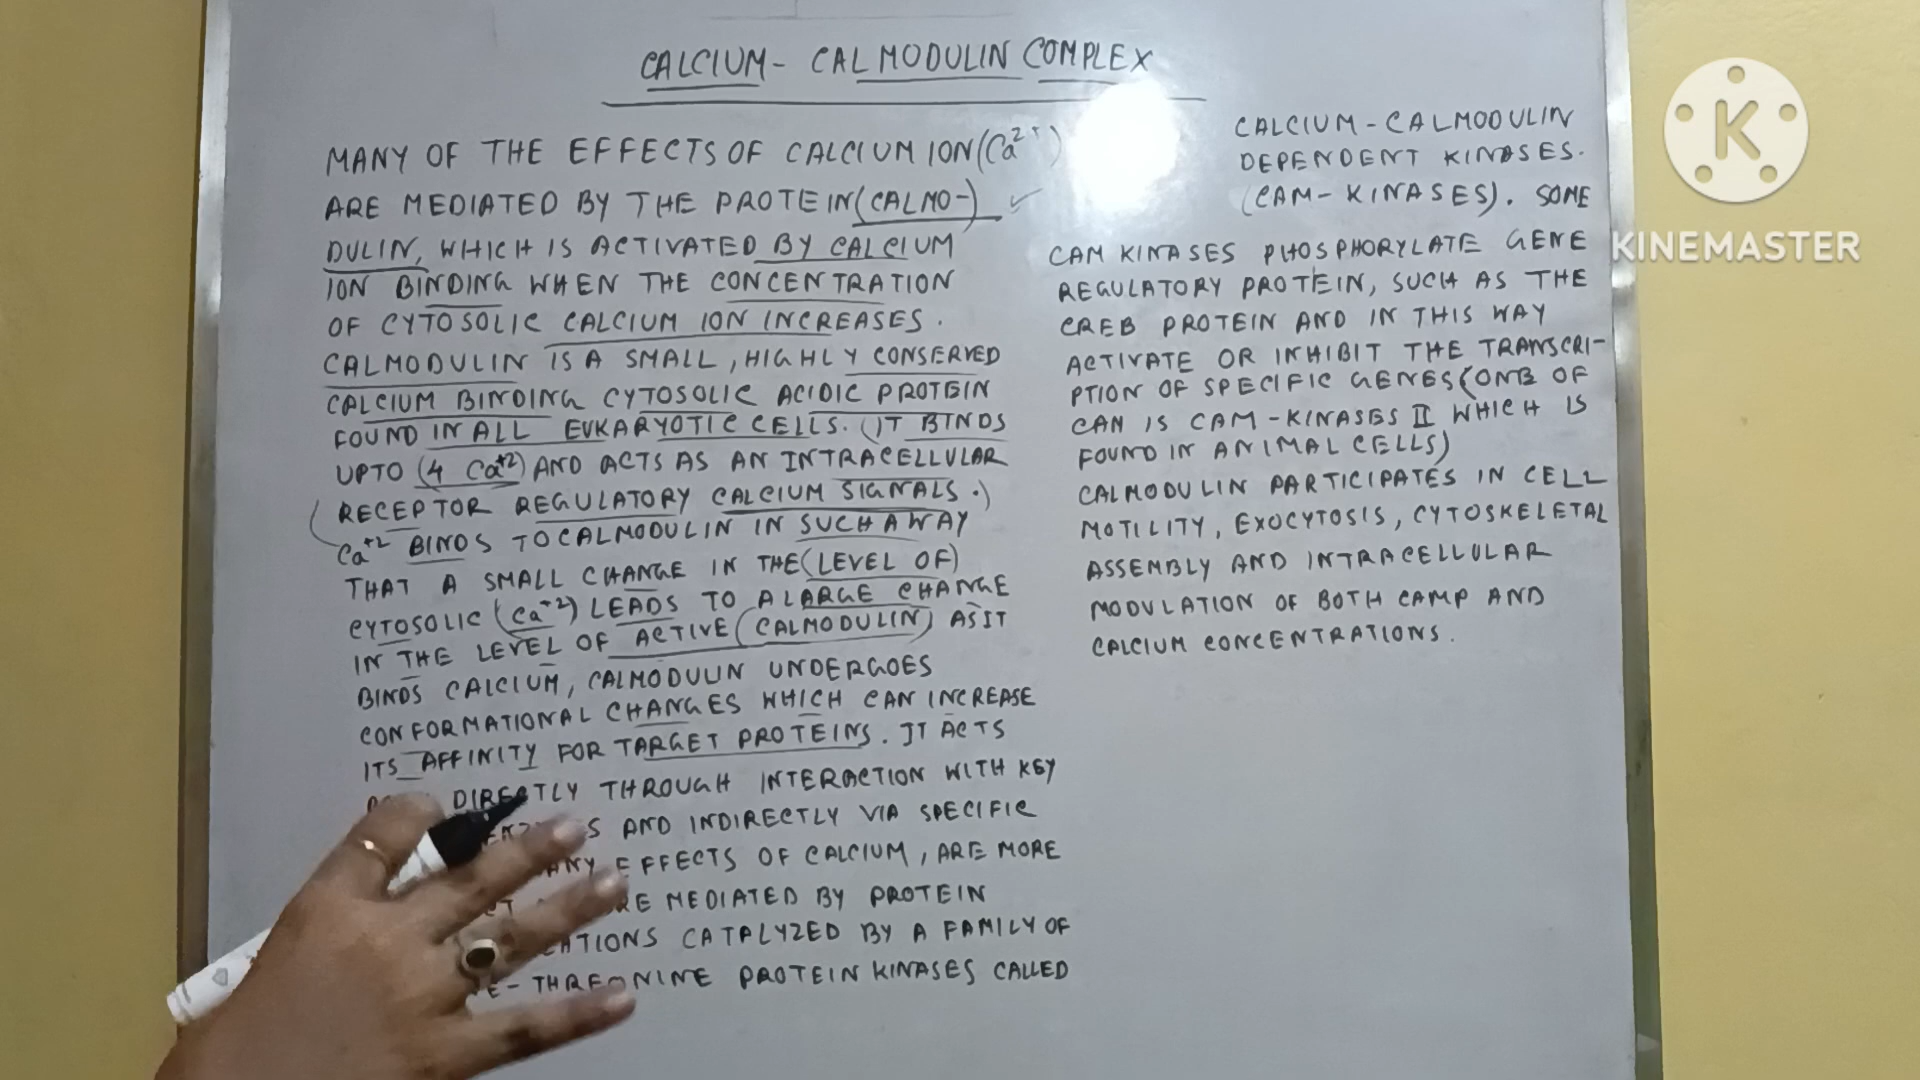 CALCIUM- CALMODULIN COMPLEX
MANY OF THE EFFECTS OF CALCIUM ION (Ca2+)
ARE MEDIATED BY THE PROTEIN (CALMO-)
DULIN, WHICH IS ACTIVATED BY CALCIUM
ION BINDING WHEN THE CONCENTRATION
OF CYTOSOLIC CALCIUM ION INCREASES.
CALMODULIN IS A SMALL, HIGHLY CONSERVED
CALCIUM BINDING CYTOSOLIC ACIDIC PROTEIN
FOUND IN ALL EUKARYOTIC CELLS. (IT BINDS
UPTO (4 Ca+2) AND ACTS AS AN INTRACELLULAR
RECEPTOR REGULATORY CALCIUM SIGNALS.)
Ca+2 BINDS TO CALMODULIN IN SUCH A WAY
THAT A SMALL CHANGE IN THE (LEVEL OF)
CYTOSOLIC (Ca+2) LEADS TO A LARGE CHANGE
IN THE LEVEL OF ACTIVE (CALMODULIN) AS IT
BINDS CALCIUM, CALMODULIN UNDERGOES
CONFORMATIONAL CHANGES WHICH CAN INCREASE
ITS AFFINITY FOR TARGET PROTEINS. IT ACTS
DIRECTLY THROUGH INTERACTION WITH KEY
AND INDIRECTLY VIA SPECIFIC
EFFECTS OF CALCIUM, ARE MORE
MEDIATED BY PROTEIN
CATALYZED BY A FAMILY OF
- THREONINE PROTEIN KINASES CALLED
CALCIUM - CALMODULIN
DEPENDENT KINASES.
(CAM- KINASES). SOME
CAM KINASES PHOSPHORYLATE GENE
REGULATORY PROTEIN, SUCH AS THE
CREB PROTEIN AND IN THIS WAY
ACTIVATE OR INHIBIT THE TRANSCRI-
PTION OF SPECIFIC GENES (ONE OF
CAN IS CAM-KINASES II WHICH IS
FOUND IN ANIMAL CELLS)
CALMODULIN PARTICIPATES IN CELL
MOTILITY, EXOCYTOSIS, CYTOSKELETAL
ASSEMBLY AND INTRACELLULAR
MODULATION OF BOTH CAMP AND
CALCIUM CONCENTRATIONS.
K
KINEMASTER